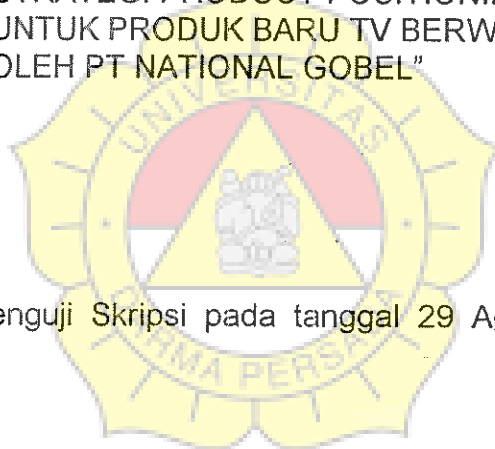 UNTUK PRODUK BARU TV BERW
OLEH PT NATIONAL GOBEL”
UNIVERSITAS
enguji Skripsi pada tanggal 29 Ag
DARMA PERSADA